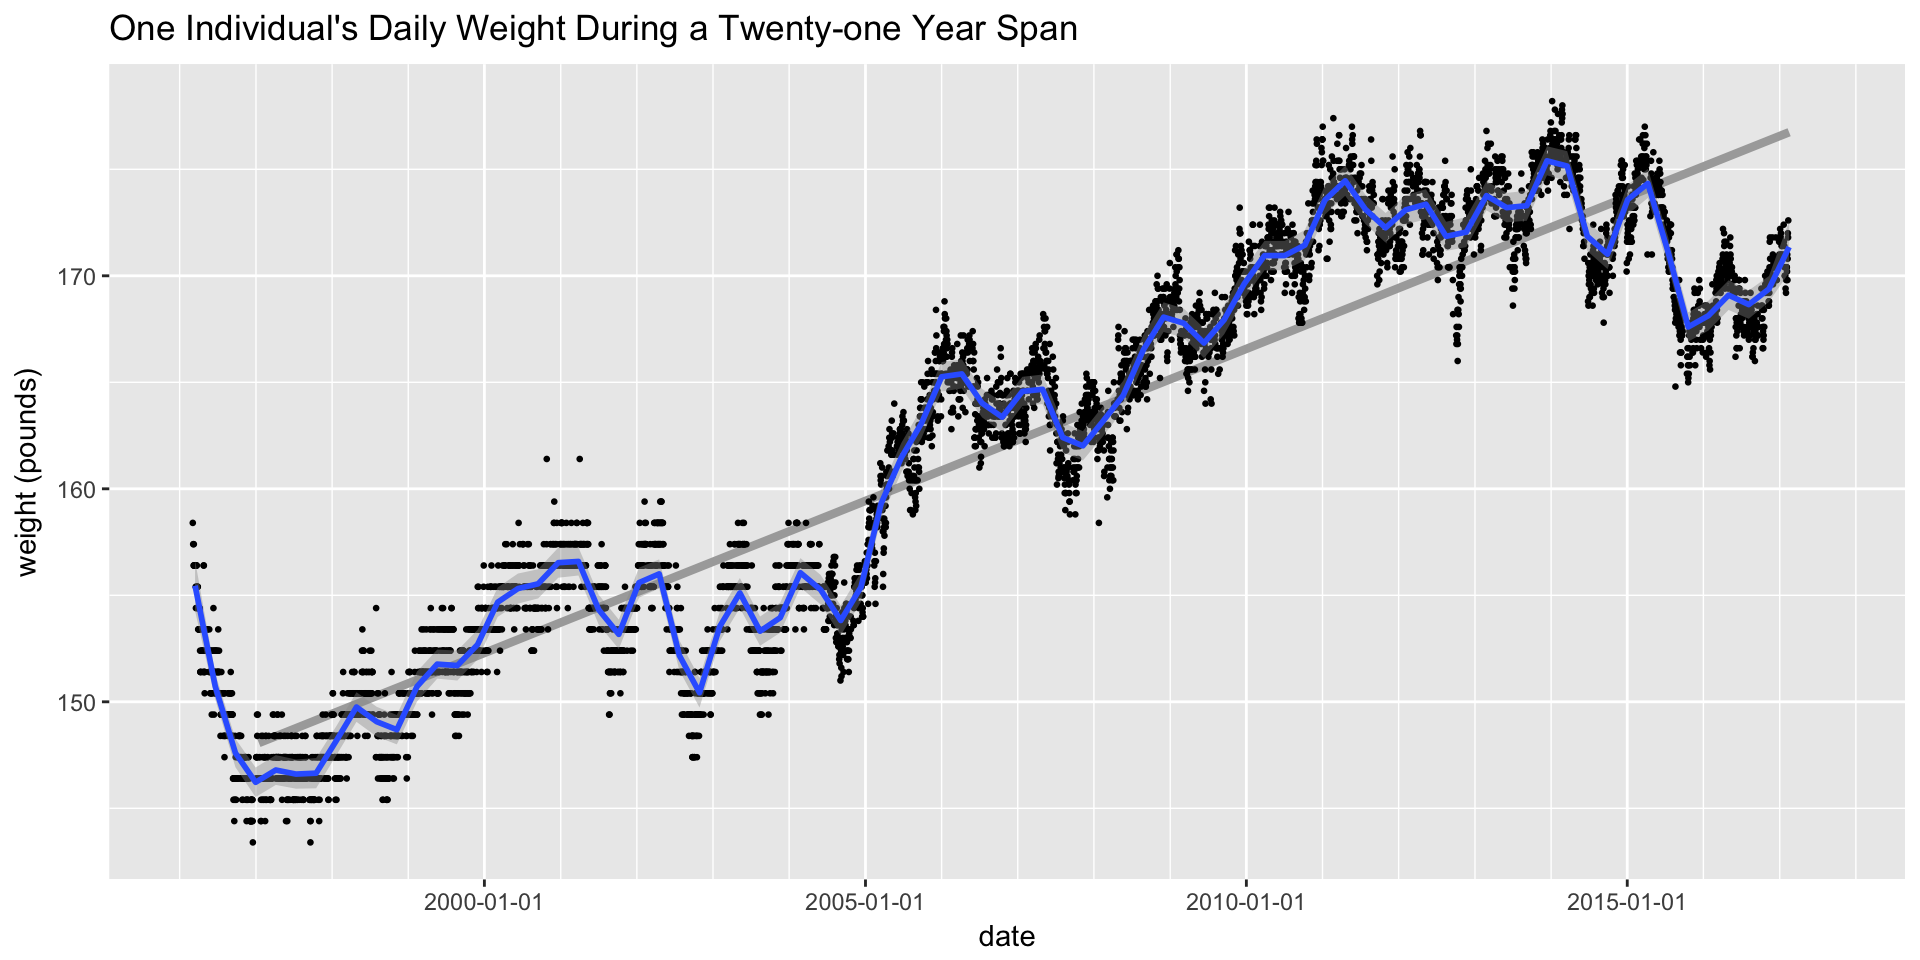 One Individual's Daily Weight During a Twenty-one Year Span
weight (pounds)
170
160
150
2000-01-01
2005-01-01
2010-01-01
2015-01-01
date